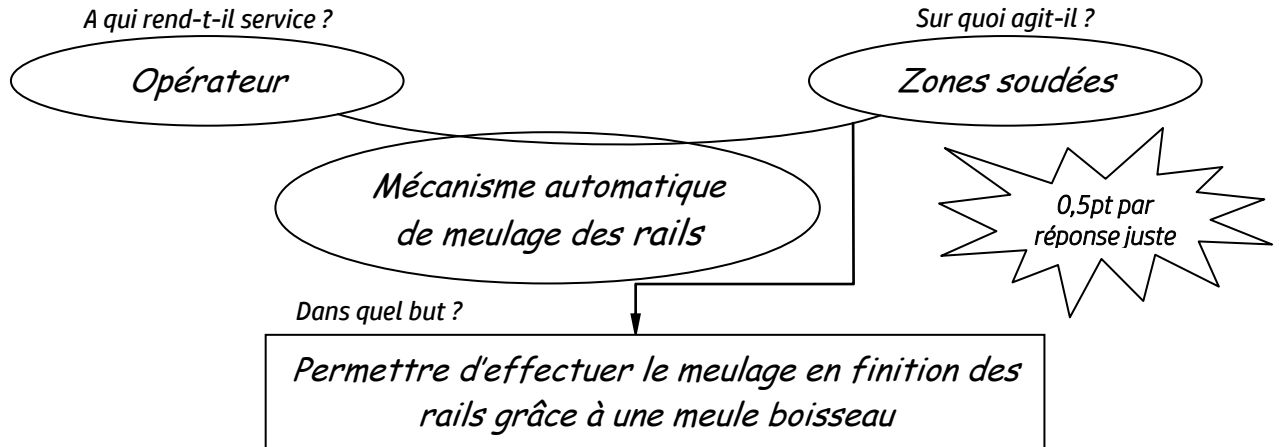 A qui rend-t-il service ?
Sur quoi agit-il ?
Opérateur
Zones soudées
Mécanisme automatique
de meulage des rails
0,5pt par
réponse juste
Dans quel but ?
Permettre d'effectuer le meulage en finition des
rails grâce à une meule boisseau